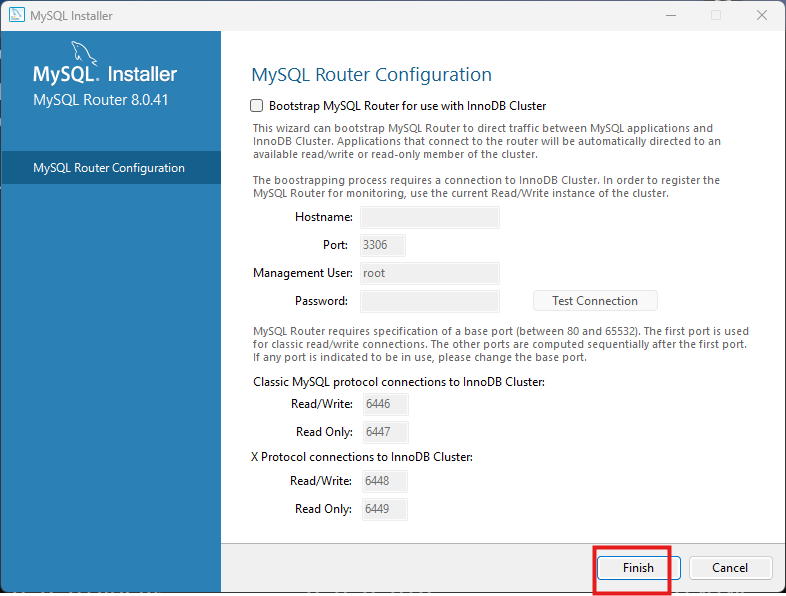 MySQL Installer
MySQL. Installer
MySQL Router 8.0.41
MySQL Router Configuration
MySQL Router Configuration
Bootstrap MySQL Router for use with InnoDB Cluster
This wizard can bootstrap MySQL Router to direct traffic between MySQL applications and
InnoDB Cluster. Applications that connect to the router will be automatically directed to an
available read/write or read-only member of the cluster.
The boostrapping process requires a connection to InnoDB Cluster. In order to register the
MySQL Router for monitoring, use the current Read/Write instance of the cluster.
Hostname:
Port: 3306
Management User: root
Password: Test Connection
MySQL Router requires specification of a base port (between 80 and 65532). The first port is used
for classic read/write connections. The other ports are computed sequentially after the first port.
If any port is indicated to be in use, please change the base port.
Classic MySQL protocol connections to InnoDB Cluster:
Read/Write: 6446
Read Only: 6447
X Protocol connections to InnoDB Cluster:
Read/Write: 6448
Read Only: 6449
Finish Cancel